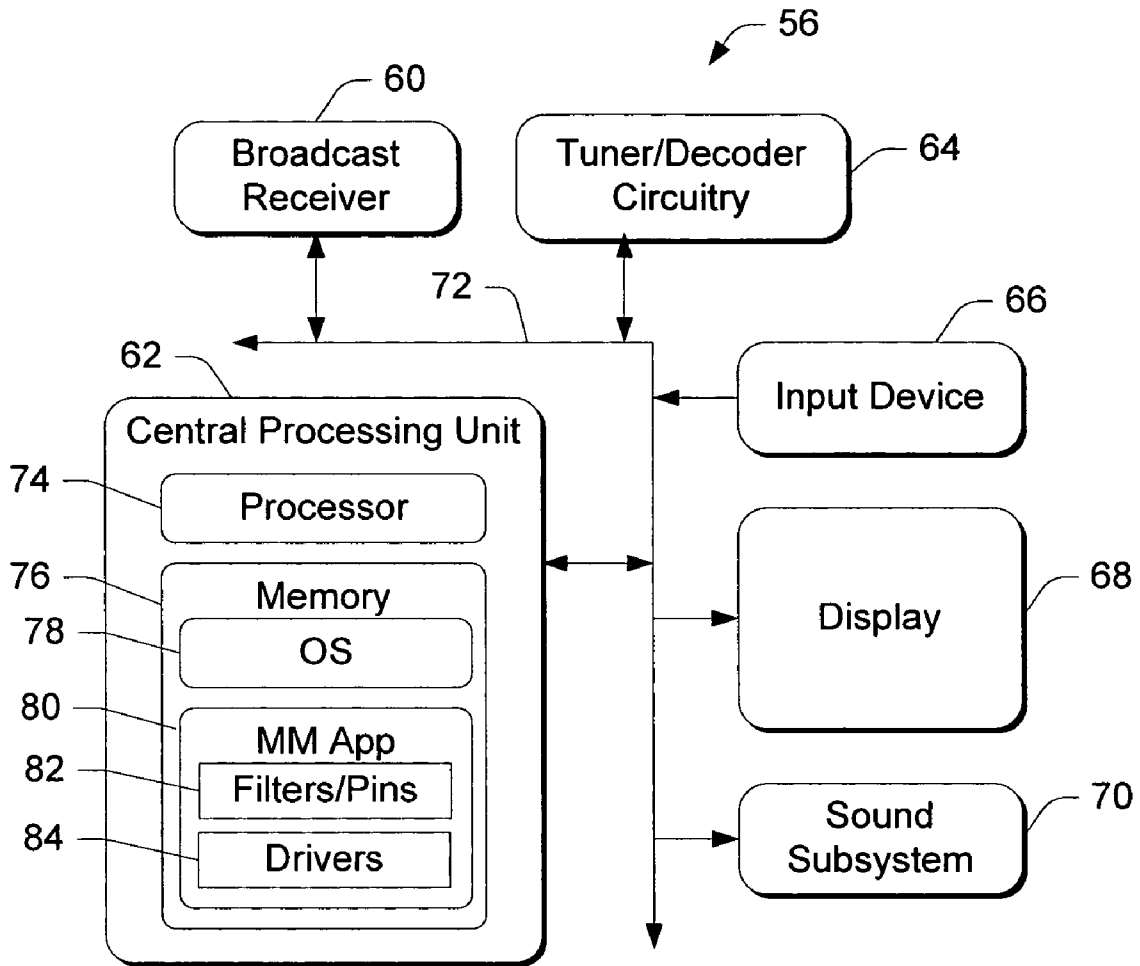 56
60
Broadcast
Receiver
Tuner/Decoder
Circuitry
64
72
66
Input Device
62
Central Processing Unit
74
Processor
76
Memory
78
OS
80
MM App
82
Filters/Pins
84
Drivers
Display
68
Sound
Subsystem
70